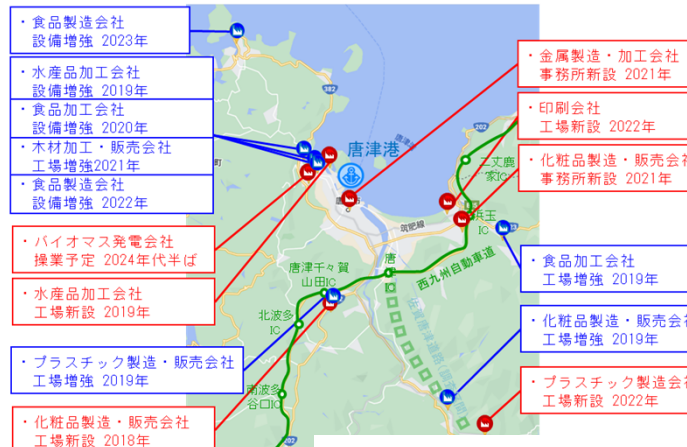 ・食品製造会社
設備増強 2023年
・水産品加工会社
設備増強 2019年
・食品加工会社
設備増強 2020年
・木材加工・販売会社
工場増強2021年
・食品製造会社
設備増強 2022年
・バイオマス発電会社
操業予定 2024年代半ば
・水産品加工会社
工場新設 2019年
・プラスチック製造・販売会社
工場増強 2019年
・化粧品製造・販売会社
工場新設 2018年
・金属製造・加工会社
事務所新設 2021年
・印刷会社
工場新設 2022年
・化粧品製造・販売会社
事務所新設 2021年
・食品加工会社
工場増強 2019年
・化粧品製造・販売会
工場増強 2019年
・プラスチック製造会
工場新設 2022年
唐津港
二丈鹿
家IC
浜玉
IC
筑肥線
西九州自動車道
唐津千々賀
山田IC
北波多
IC
南波多
谷口IC
382
202
202